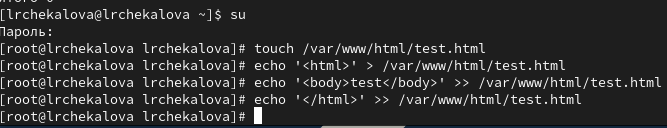 [lrchekalova@lrchekalova ~]$ su
Пароль:
[root@lrchekalova lrchekalova]# touch /var/www/html/test.html
[root@lrchekalova lrchekalova]# echo '<html>' > /var/www/html/test.html
[root@lrchekalova lrchekalova]# echo '<body>test</body>' >> /var/www/html/test.html
[root@lrchekalova lrchekalova]# echo '</html>' >> /var/www/html/test.html
[root@lrchekalova lrchekalova]#